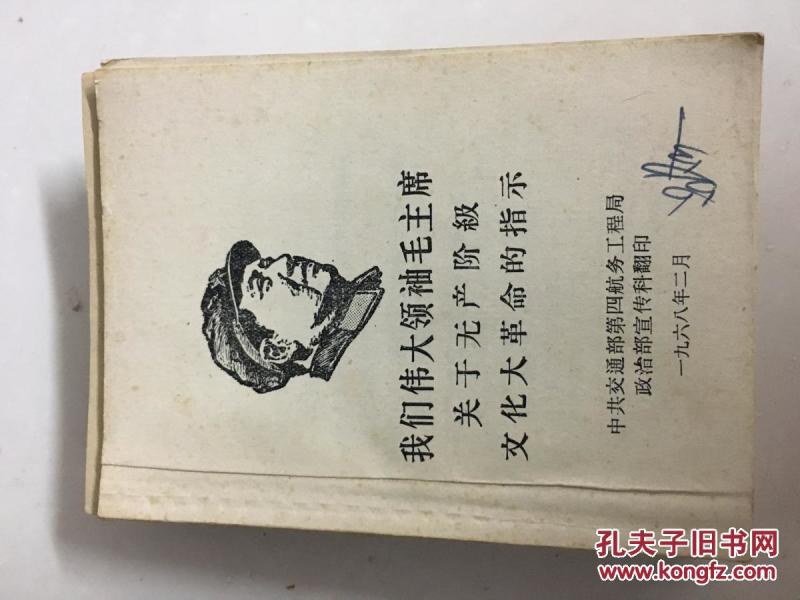 我们伟大领袖毛主席
关于无产阶級
文化大革命的指示
中共交通部第四航务工程局
政治部宣传科翻印
一九六八年二月
孔夫子旧书网
www.kongfz.com